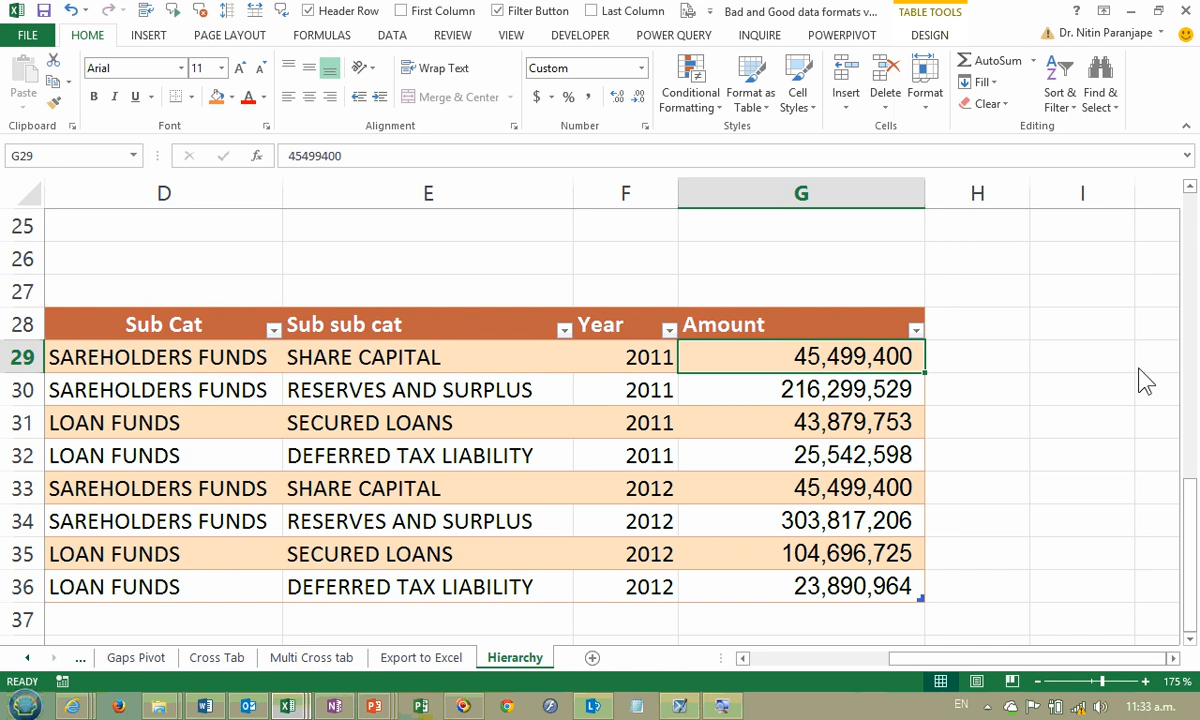 Header Row First Column Filter Button Last Column Bad and Good data formats v... TABLE TOOLS ?
FILE HOME INSERT PAGE LAYOUT FORMULAS DATA REVIEW VIEW DEVELOPER POWER QUERY INQUIRE POWERPIVOT DESIGN Dr. Nitin Paranjape
Paste Arial 11 A A Wrap Text Custom Conditional Formatting Format as Table Cell Styles Insert Delete Format AutoSum Sort & Filter Find & Select
B I U A Merge & Center $ % , Fill
Clear
Clipboard Font Alignment Number Styles Cells Editing
G29 fx 45499400
D E F G H I
25
26
27
28 Sub Cat Sub sub cat Year Amount
29 SAREHOLDERS FUNDS SHARE CAPITAL 2011 45,499,400
30 SAREHOLDERS FUNDS RESERVES AND SURPLUS 2011 216,299,529
31 LOAN FUNDS SECURED LOANS 2011 43,879,753
32 LOAN FUNDS DEFERRED TAX LIABILITY 2011 25,542,598
33 SAREHOLDERS FUNDS SHARE CAPITAL 2012 45,499,400
34 SAREHOLDERS FUNDS RESERVES AND SURPLUS 2012 303,817,206
35 LOAN FUNDS SECURED LOANS 2012 104,696,725
36 LOAN FUNDS DEFERRED TAX LIABILITY 2012 23,890,964
37
... Gaps Pivot Cross Tab Multi Cross tab Export to Excel Hierarchy
READY 175 %
EN 11:33 a.m.